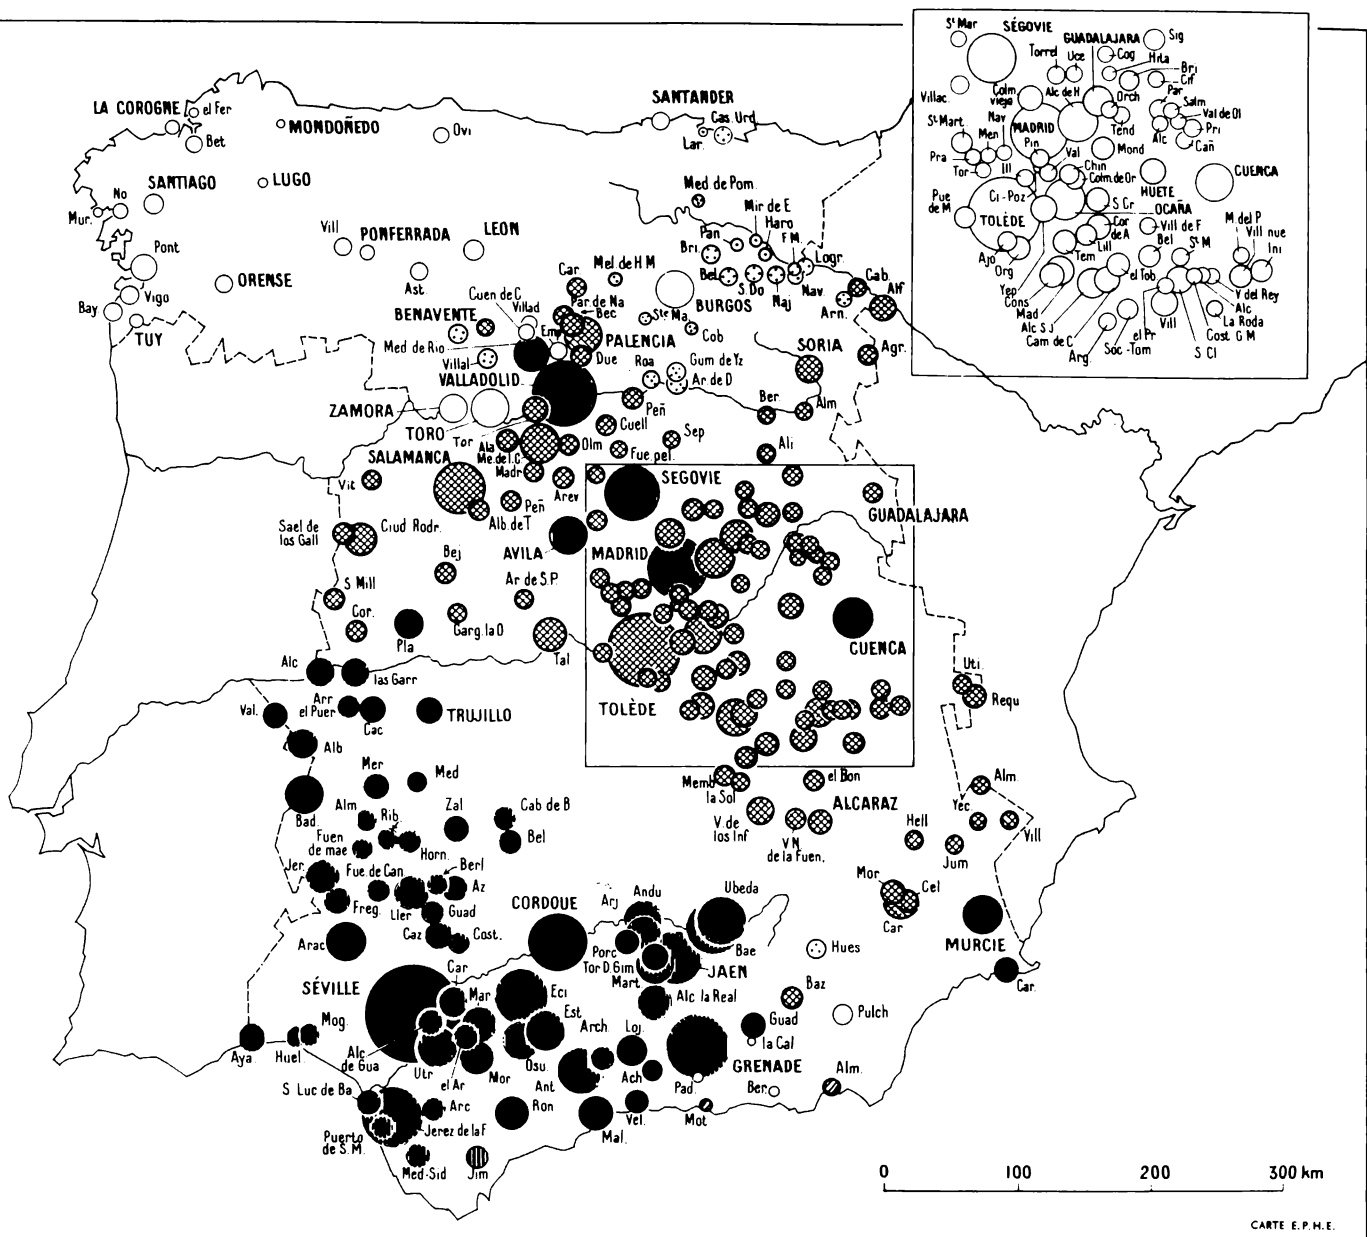 LA COROGNE
el Fer
Bet
MONDOÑEDO
Ovi
SANTANDER
Cas. Urd.
Lar.
No
SANTIAGO
LUGO
Mur.
Pont
Vigo
Bay
TUY
ORENSE
Vill
PONFERRADA
LEON
Ast.
Med. de Pom.
Mir de E
Haro
Pan
F M.
Bri.
Logr.
Bel.
S. Do
Naj
Nav.
Cab.
Alf
Arn.
Car.
Mel. de H M
BURGOS
Cuen de C
Villad
Par. de Na
Bec
Ste Ma.
Cob
BENAVENTE
Em
PALENCIA
Med de Rio
Due
SORIA
Agr.
Villal
Roa
Gum de Yz
Ar de D
VALLADOLID
ZAMORA
Peñ
Ber.
Alm
TORO
Tor
Cuell
Sep
Ala
Olm
Ali
SALAMANCA
Me. de l. C.
Fue. pel.
Madr
Vit
Arev
SEGOVIE
Peñ
Alb. de T
GUADALAJARA
Sael de
los Gall
Ciud Rodr.
AVILA
MADRID
Bej
Ar de S.P.
S Mill
Cor.
Pla
Garg. la O
Tal
CUENCA
Alc
las Garr
TOLÈDE
Uti.
Requ
Arr
el Puer
Val.
Cac
TRUJILLO
Alb
Mer
Med
Memb
la Sol
el Bon
Alm.
Bad.
Alm
Rib.
Zal
Cab de B
V. de
los Inf
ALCARAZ
Yec
Vill
Fuen
de mae
Horn.
Bel
V N.
de la Fuen.
Hell
Jum
Jer.
Fue. de Can.
Berl
Az
Mor
Cel
Freg.
Ller
Guad
CORDOUE
Arj
Andu
Ubeda
Car
MURCIE
Arac
Caz
Cost.
Porc
Bae
Hues
Tor D. Gim
JAEN
Mart
Car.
SÉVILLE
Car
Mar
Eci
Alc la Real
Baz
Pulch
Est
Mog.
Aya.
Huel
Alc
de Gua
Arch.
Loj.
Guad
la Cal
Utr
el Ar
Mor
Osu.
Ant
Ach
GRENADE
Pad.
Ber.
Alm.
S. Luc de Ba
Arc
Ron
Vel.
Mot
Puerto
de S.M.
Jerez de la F
Mal.
Med-Sid
Jim
St Mar
SÉGOVIE
GUADALAJARA
Sig
Torrel
Uce
Cog
Hita
Bri
Cif
Villac.
Colm
vieja
Alc de H
Orch
Par
Salm
Val de Ol
St Mart
Nav
MADRID
Tend
Alc
Pri
Men
Pin
Mond
Cañ
Pra
Val
Tor
Ill
Chin
Colm. de Or
HUETE
CUENCA
Pue
de M
Ci-Poz
S Cr
OCAÑA
TOLÈDE
Cor
de A
Vill de F
M del P
Vill nue
Ajo
Lill
Bel
St M
Ini
Org
Tem
Yep
el Tob
Cons
V del Rey
Mad
Alc
Alc S J
Vill
La Roda
Cam de C
el Pr
Cost G M
Arg
Soc-Tom
S Cl
0 100 200 300 km
CARTE E.P.H.E.